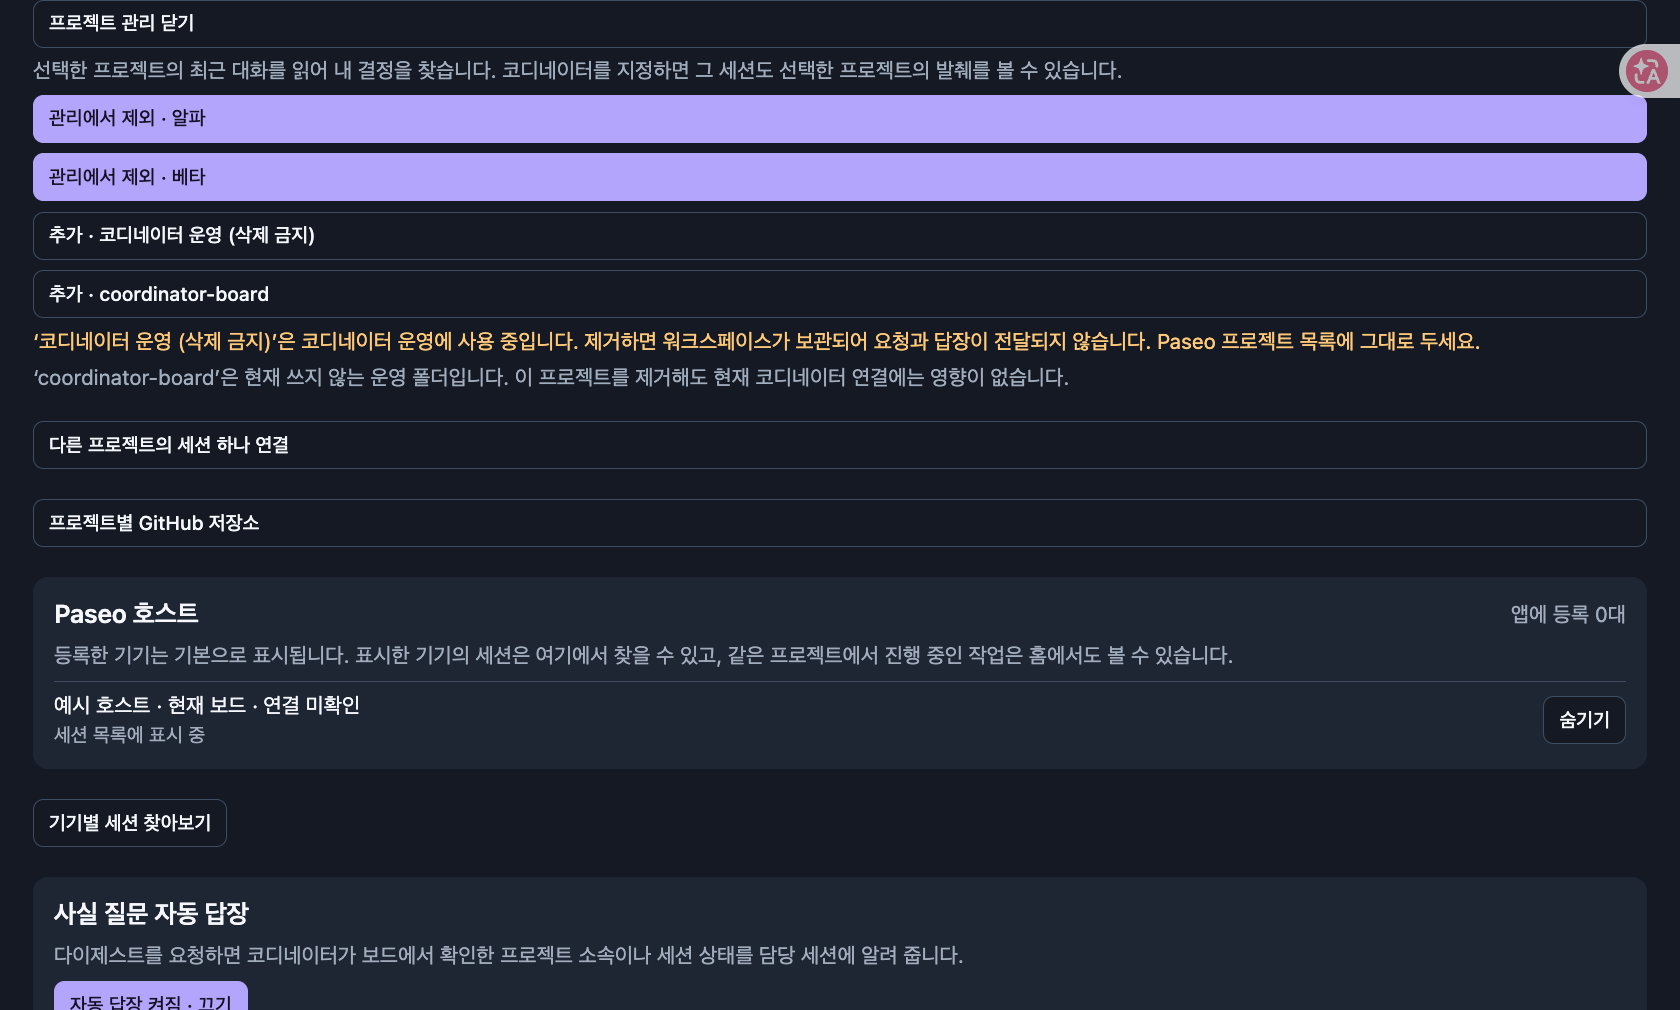 프로젝트 관리 닫기
선택한 프로젝트의 최근 대화를 읽어 내 결정을 찾습니다. 코디네이터를 지정하면 그 세션도 선택한 프로젝트의 발췌를 볼 수 있습니다.
관리에서 제외 · 알파
관리에서 제외 · 베타
추가 · 코디네이터 운영 (삭제 금지)
추가 · coordinator-board
‘코디네이터 운영 (삭제 금지)’은 코디네이터 운영에 사용 중입니다. 제거하면 워크스페이스가 보관되어 요청과 답장이 전달되지 않습니다. Paseo 프로젝트 목록에 그대로 두세요.
‘coordinator-board’은 현재 쓰지 않는 운영 폴더입니다. 이 프로젝트를 제거해도 현재 코디네이터 연결에는 영향이 없습니다.
다른 프로젝트의 세션 하나 연결
프로젝트별 GitHub 저장소
Paseo 호스트
앱에 등록 0대
등록한 기기는 기본으로 표시됩니다. 표시한 기기의 세션은 여기에서 찾을 수 있고, 같은 프로젝트에서 진행 중인 작업은 홈에서도 볼 수 있습니다.
예시 호스트 · 현재 보드 · 연결 미확인
세션 목록에 표시 중
숨기기
기기별 세션 찾아보기
사실 질문 자동 답장
다이제스트를 요청하면 코디네이터가 보드에서 확인한 프로젝트 소속이나 세션 상태를 담당 세션에 알려 줍니다.
자동 답장 켜짐 · 끄기